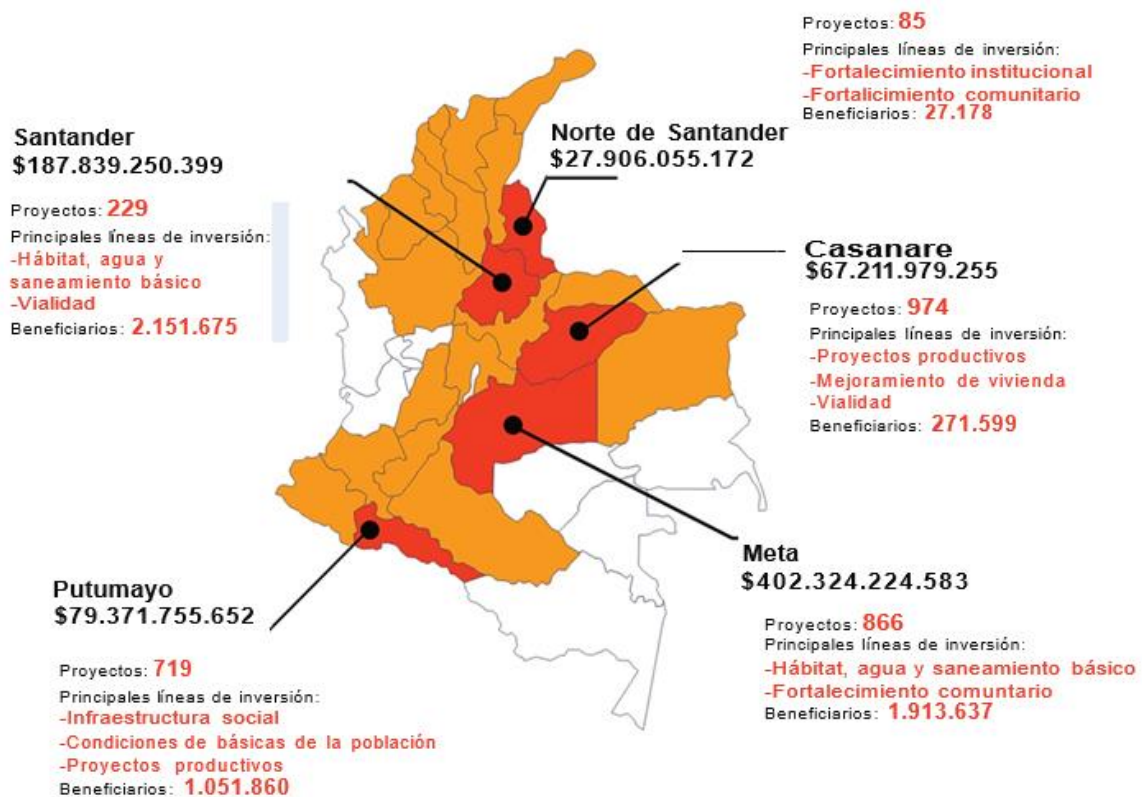 Santander
$187.839.250.399
Proyectos: 229
Principales líneas de inversión:
-Hábitat, agua y
saneamiento básico
-Vialidad
Beneficiarios: 2.151.675
Norte de Santander
$27.906.055.172
Proyectos: 85
Principales líneas de inversión:
-Fortalecimiento institucional
-Fortalicimiento comunitario
Beneficiarios: 27.178
Casanare
$67.211.979.255
Proyectos: 974
Principales líneas de inversión:
-Proyectos productivos
-Mejoramiento de vivienda
-Vialidad
Beneficiarios: 271.599
Meta
$402.324.224.583
Proyectos: 866
Principales líneas de inversión:
-Hábitat, agua y saneamiento básico
-Fortalecimiento comuntario
Beneficiarios: 1.913.637
Putumayo
$79.371.755.652
Proyectos: 719
Principales líneas de inversión:
-Infraestructura social
-Condiciones de básicas de la población
-Proyectos productivos
Beneficiarios: 1.051.860